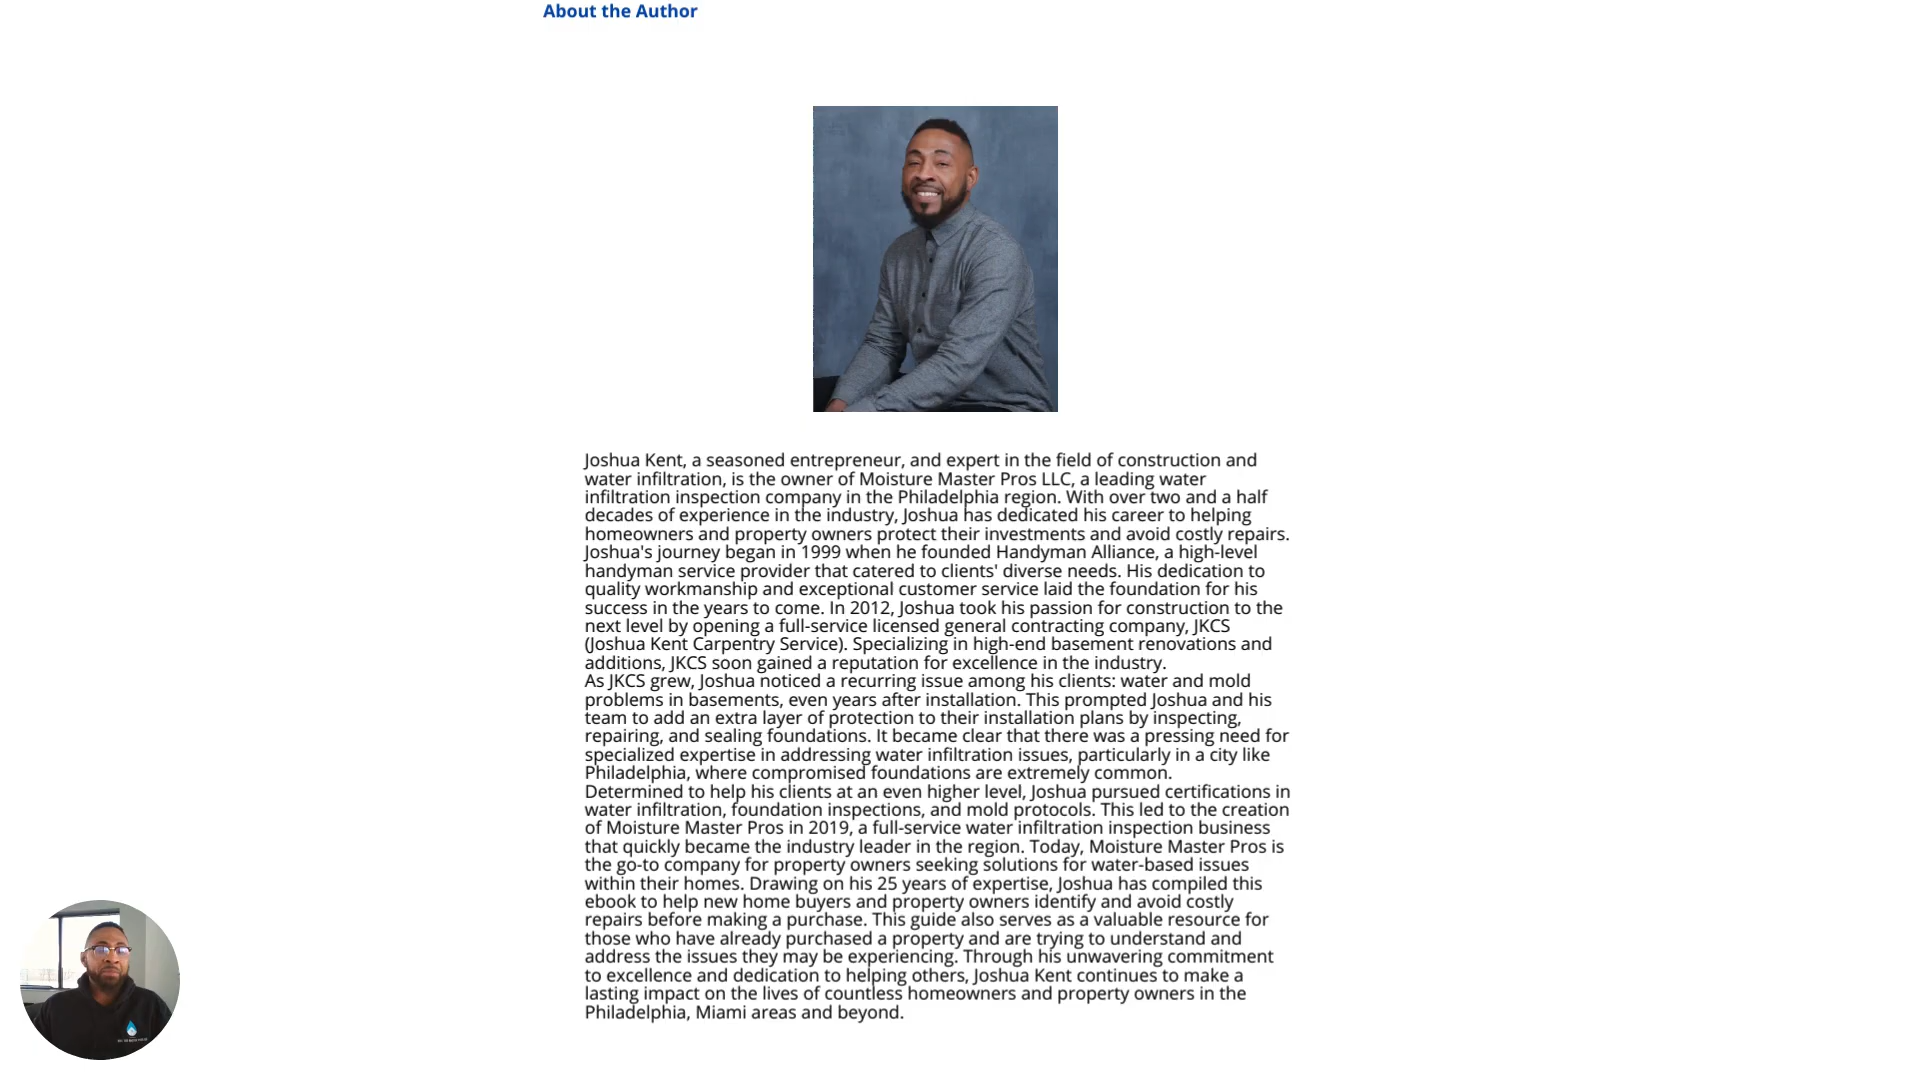 About the Author
Joshua Kent, a seasoned entrepreneur, and expert in the field of construction and
water infiltration, is the owner of Moisture Master Pros LLC, a leading water
infiltration inspection company in the Philadelphia region. With over two and a half
decades of experience in the industry, Joshua has dedicated his career to helping
homeowners and property owners protect their investments and avoid costly repairs.
Joshua's journey began in 1999 when he founded Handyman Alliance, a high-level
handyman service provider that catered to clients' diverse needs. His dedication to
quality workmanship and exceptional customer service laid the foundation for his
success in the years to come. In 2012, Joshua took his passion for construction to the
next level by opening a full-service licensed general contracting company, JKCS
(Joshua Kent Carpentry Service). Specializing in high-end basement renovations and
additions, JKCS soon gained a reputation for excellence in the industry.
As JKCS grew, Joshua noticed a recurring issue among his clients: water and mold
problems in basements, even years after installation. This prompted Joshua and his
team to add an extra layer of protection to their installation plans by inspecting,
repairing, and sealing foundations. It became clear that there was a pressing need for
specialized expertise in addressing water infiltration issues, particularly in a city like
Philadelphia, where compromised foundations are extremely common.
Determined to help his clients at an even higher level, Joshua pursued certifications in
water infiltration, foundation inspections, and mold protocols. This led to the creation
of Moisture Master Pros in 2019, a full-service water infiltration inspection business
that quickly became the industry leader in the region. Today, Moisture Master Pros is
the go-to company for property owners seeking solutions for water-based issues
within their homes. Drawing on his 25 years of expertise, Joshua has compiled this
ebook to help new home buyers and property owners identify and avoid costly
repairs before making a purchase. This guide also serves as a valuable resource for
those who have already purchased a property and are trying to understand and
address the issues they may be experiencing. Through his unwavering commitment
to excellence and dedication to helping others, Joshua Kent continues to make a
lasting impact on the lives of countless homeowners and property owners in the
Philadelphia, Miami areas and beyond.